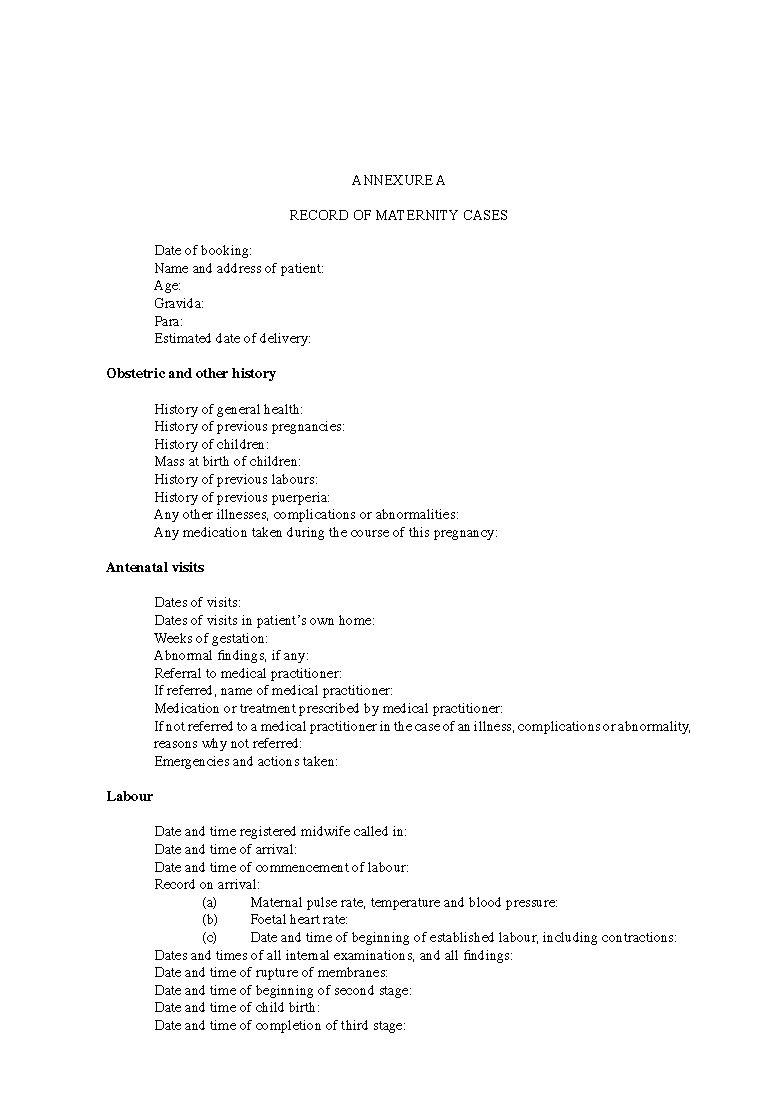 ANNEXURE A
RECORD OF MATERNITY CASES
Date of booking:
Name and address of patient:
Age:
Gravida:
Para:
Estimated date of delivery:
Obstetric and other history
History of general health:
History of previous pregnancies:
History of children:
Mass at birth of children:
History of previous labours:
History of previous puerperia:
Any other illnesses, complications or abnormalities:
Any medication taken during the course of this pregnancy:
Antenatal visits
Dates of visits:
Dates of visits in patient’s own home:
Weeks of gestation:
Abnormal findings, if any:
Referral to medical practitioner:
If referred, name of medical practitioner:
Medication or treatment prescribed by medical practitioner:
If not referred to a medical practitioner in the case of an illness, complications or abnormality,
reasons why not referred:
Emergencies and actions taken:
Labour
Date and time registered midwife called in:
Date and time of arrival:
Date and time of commencement of labour:
Record on arrival:
(a) Maternal pulse rate, temperature and blood pressure:
(b) Foetal heart rate:
(c) Date and time of beginning of established labour, including contractions:
Dates and times of all internal examinations, and all findings:
Date and time of rupture of membranes:
Date and time of beginning of second stage:
Date and time of child birth:
Date and time of completion of third stage: